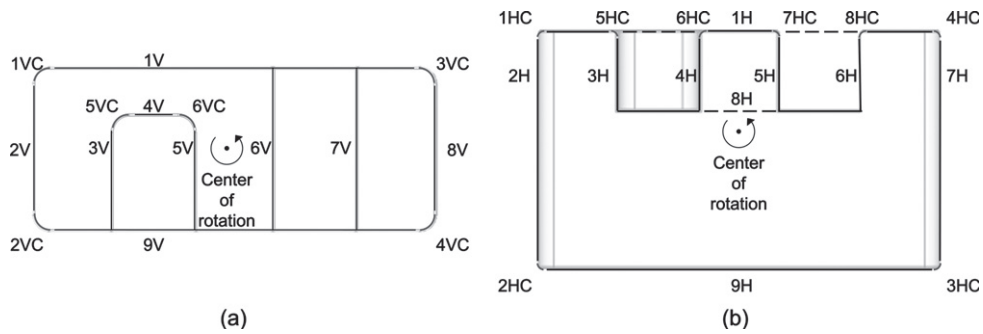 1VC 1V 3VC
5VC 4V 6VC
2V 3V 5V 6V 7V 8V
Center
of
rotation
2VC 9V 4VC
(a)
1HC 5HC 6HC 1H 7HC 8HC 4HC
2H 3H 4H 5H 6H 7H
8H
Center
of
rotation
2HC 9H 3HC
(b)